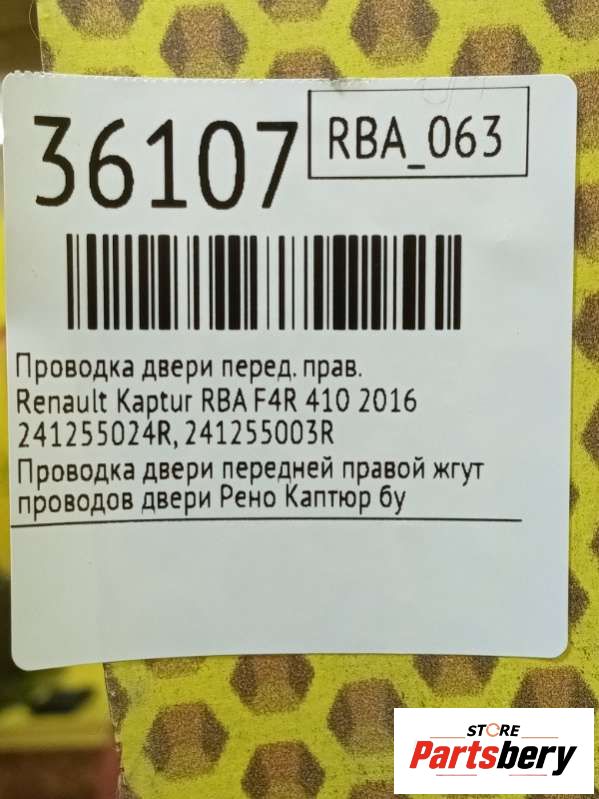 36107
RBA_063
Проводка двери перед. прав.
Renault Kaptur RBA F4R 410 2016
241255024R, 241255003R
Проводка двери передней правой жгут
проводов двери Рено Каптюр бу
STORE
Partsbery